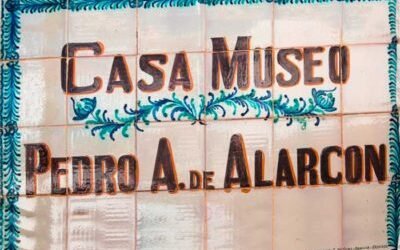 CASA MUSEO
PEDRO A. DE ALARCON